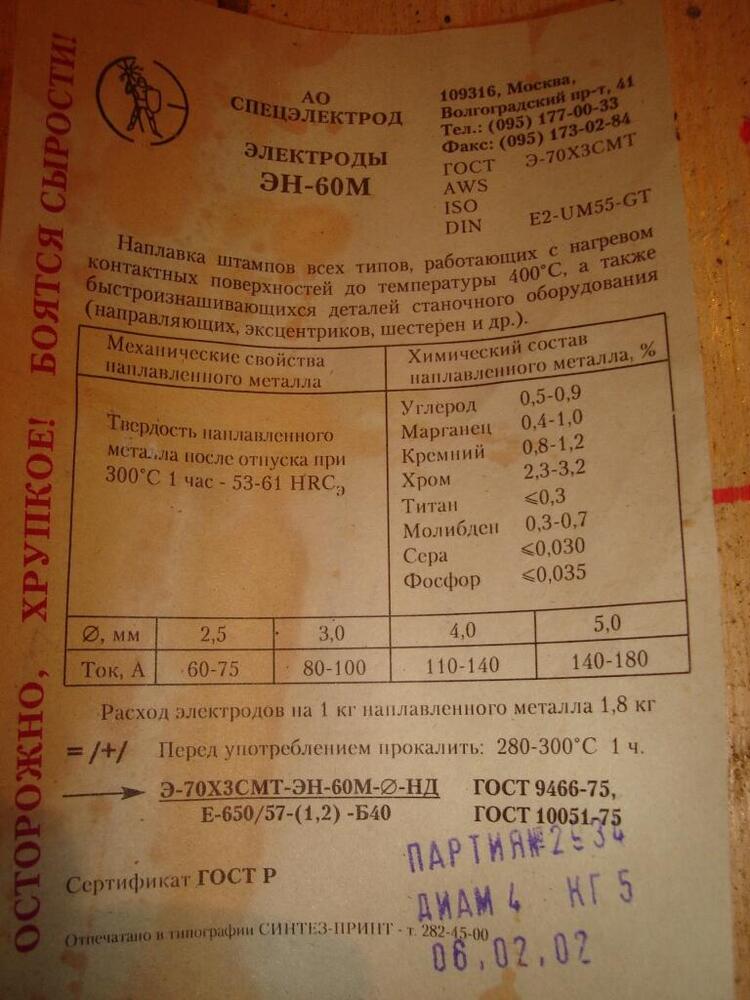 ОСТОРОЖНО, ХРУПКОЕ! БОЯТСЯ СЫРОСТИ!
АО
СПЕЦЭЛЕКТРОД
ЭЛЕКТРОДЫ
ЭН-60М
109316, Москва,
Волгоградский пр-т, 41
Тел.: (095) 177-00-33
Факс: (095) 173-02-84
ГОСТ Э-70Х3СМТ
AWS
ISO
DIN E2-UM55-GT
Наплавка штампов всех типов, работающих с нагревом
контактных поверхностей до температуры 400°С, а также
быстроизнашивающихся деталей станочного оборудования
(направляющих, эксцентриков, шестерен и др.).
Механические свойства
наплавленного металла
Химический состав
наплавленного металла, %
Твердость наплавленного
металла после отпуска при
300°С 1 час - 53-61 HRCэ
Углерод 0,5-0,9
Марганец 0,4-1,0
Кремний 0,8-1,2
Хром 2,3-3,2
Титан ≤0,3
Молибден 0,3-0,7
Сера ≤0,030
Фосфор ≤0,035
∅, мм 2,5 3,0 4,0 5,0
Ток, А 60-75 80-100 110-140 140-180
Расход электродов на 1 кг наплавленного металла 1,8 кг
= /+/ Перед употреблением прокалить: 280-300°С 1 ч.
Э-70Х3СМТ-ЭН-60М-∅-НД ГОСТ 9466-75,
Е-650/57-(1,2) -Б40 ГОСТ 10051-75
ПАРТИЯ№
ДИАМ 4 КГ 5
Сертификат ГОСТ Р
Отпечатано в типографии СИНТЕЗ-ПРИНТ - т. 282-45-00
06.02.02